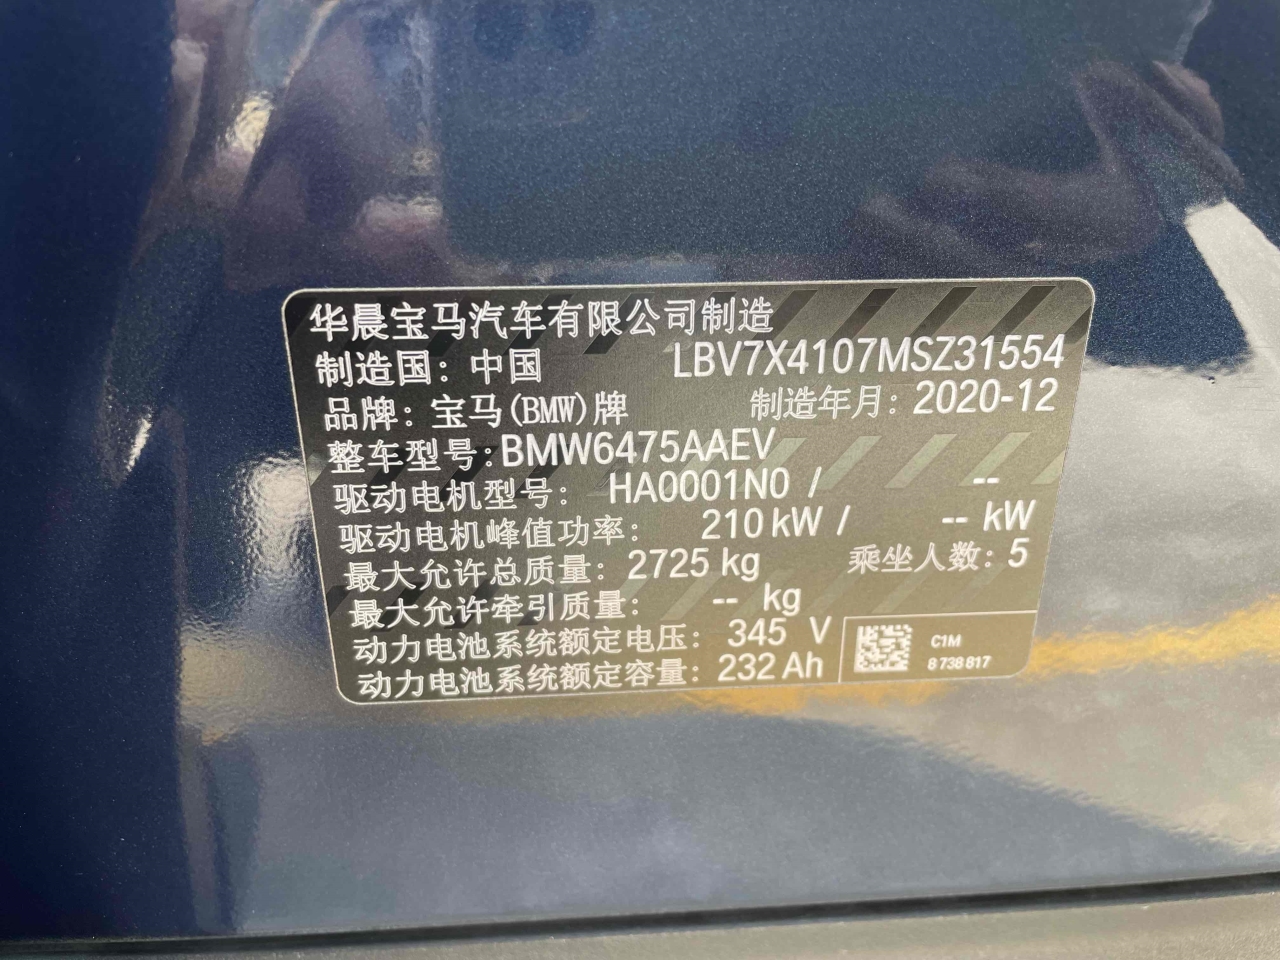 华晨宝马汽车有限公司制造
制造国：中国 LBV7X4107MSZ31554
品牌：宝马(BMW)牌 制造年月：2020-12
整车型号：BMW6475AAEV
驱动电机型号： HA0001N0 / --
驱动电机峰值功率： 210 kW / -- kW
最大允许总质量：2725 kg 乘坐人数：5
最大允许牵引质量： -- kg
动力电池系统额定电压：345 V
动力电池系统额定容量：232 Ah
C1M
8738817